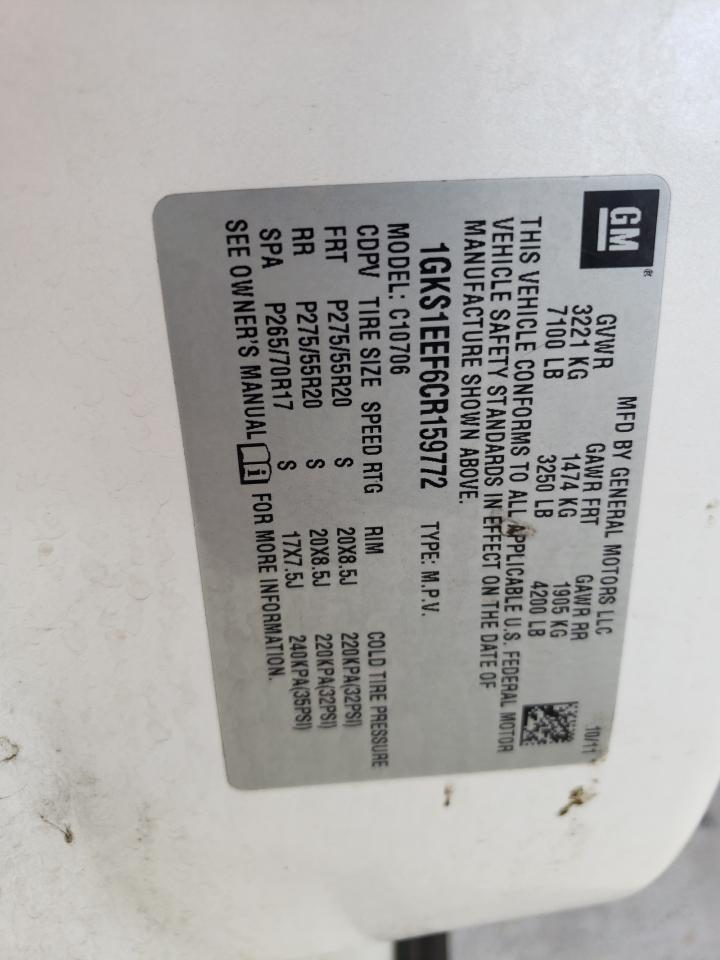 GM ®
MFD BY GENERAL MOTORS LLC 10/11
GVWR GAWR FRT GAWR RR
3221 KG 1474 KG 1905 KG
7100 LB 3250 LB 4200 LB
THIS VEHICLE CONFORMS TO ALL APPLICABLE U.S. FEDERAL MOTOR
VEHICLE SAFETY STANDARDS IN EFFECT ON THE DATE OF
MANUFACTURE SHOWN ABOVE.
1GKS1EEF6CR159772 TYPE: M.P.V.
MODEL: C10706
CDPV TIRE SIZE SPEED RTG RIM COLD TIRE PRESSURE
FRT P275/55R20 S 20X8.5J 220KPA(32PSI)
RR P275/55R20 S 20X8.5J 220KPA(32PSI)
SPA P265/70R17 S 17X7.5J 240KPA(35PSI)
SEE OWNER'S MANUAL i FOR MORE INFORMATION.